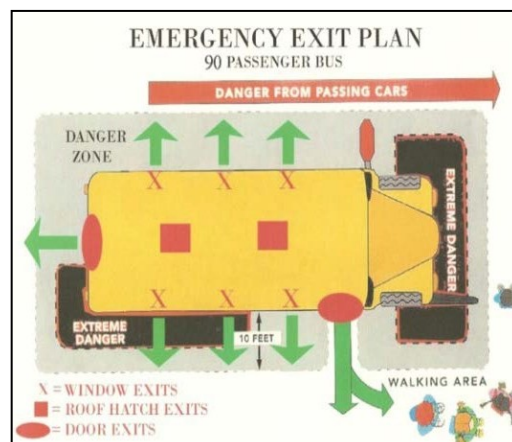 EMERGENCY EXIT PLAN
90 PASSENGER BUS
DANGER FROM PASSING CARS
DANGER
ZONE
X X X
EXTREME DANGER
X X X
EXTREME
DANGER
10 FEET
WALKING AREA
X = WINDOW EXITS
= ROOF HATCH EXITS
= DOOR EXITS